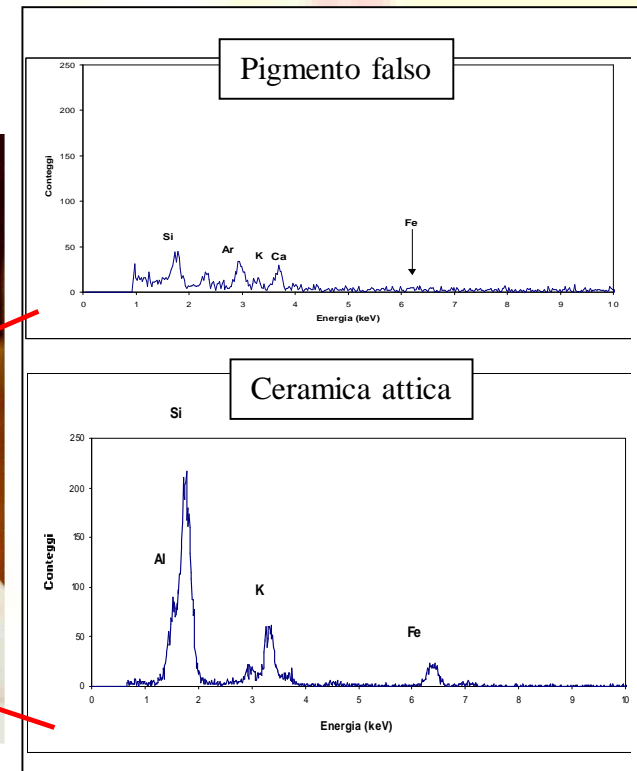 Pigmento falso
250
200
150
100
50
0
Conteggi
Si
Ar
K
Ca
Fe
0 1 2 3 4 5 6 7 8 9 10
Energia (keV)
Ceramica attica
Si
250
200
150
100
50
0
Conteggi
Al
K
Fe
0 1 2 3 4 5 6 7 8 9 10
Energia (keV)